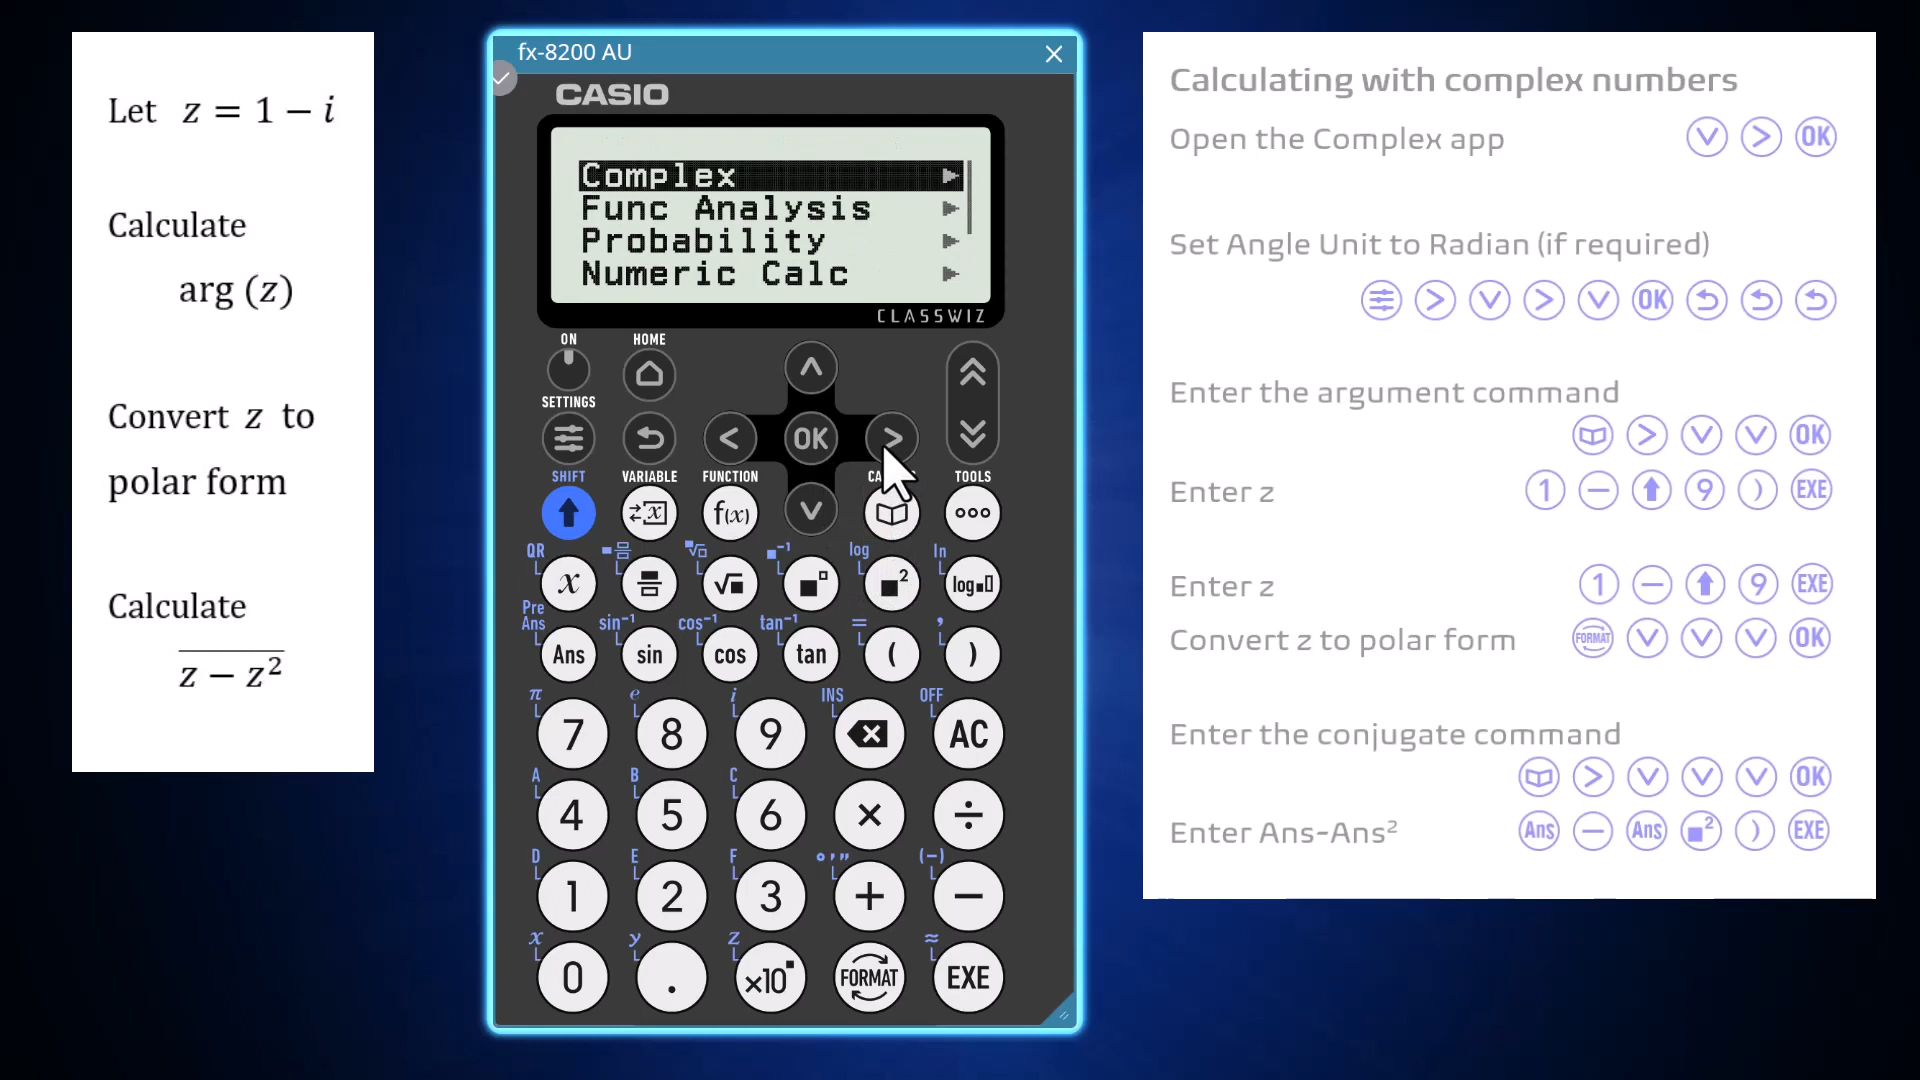 Let z = 1 − i
Calculate
arg (z)
Convert z to
polar form
Calculate
z − z²
fx-8200 AU
CASIO
Complex
Func Analysis
Probability
Numeric Calc
CLASSWIZ
ON HOME
SETTINGS
OK
SHIFT VARIABLE FUNCTION TOOLS
x f(x)
QR log ln
x √■ ■² log
Pre
Ans sin⁻¹ cos⁻¹ tan⁻¹ = ,
Ans sin cos tan ( )
π e i INS OFF
7 8 9 AC
A B C
4 5 6 × ÷
D E F ° ′ ″ (−)
1 2 3 + −
x y z ≈
0 . ×10■ FORMAT EXE
Calculating with complex numbers
Open the Complex app OK
Set Angle Unit to Radian (if required)
OK
Enter the argument command
OK
Enter z 1 − 9 ) EXE
Enter z 1 − 9 EXE
Convert z to polar form FORMAT OK
Enter the conjugate command
OK
Enter Ans-Ans² Ans − Ans ■² ) EXE